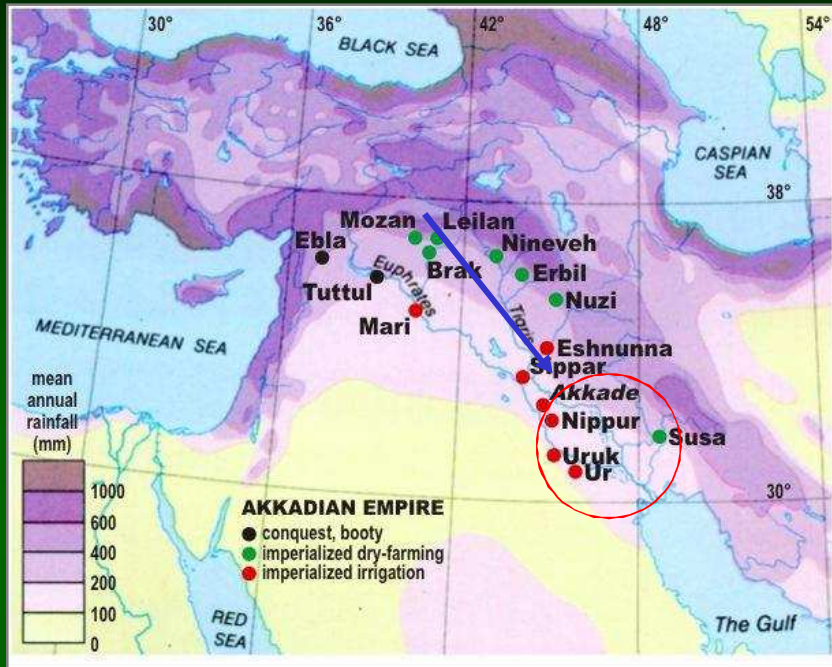 30°
36°
42°
48°
54°
BLACK SEA
CASPIAN
SEA
38°
Mozan
Leilan
Ebla
Nineveh
Brak
Erbil
Tuttul
Euphrates
Nuzi
Mari
Tigris
MEDITERRANEAN SEA
Eshnunna
Sippar
Akkade
Nippur
Susa
Uruk
Ur
30°
mean
annual
rainfall
(mm)
1000
600
400
200
100
0
AKKADIAN EMPIRE
conquest, booty
imperialized dry-farming
imperialized irrigation
RED
SEA
The Gulf